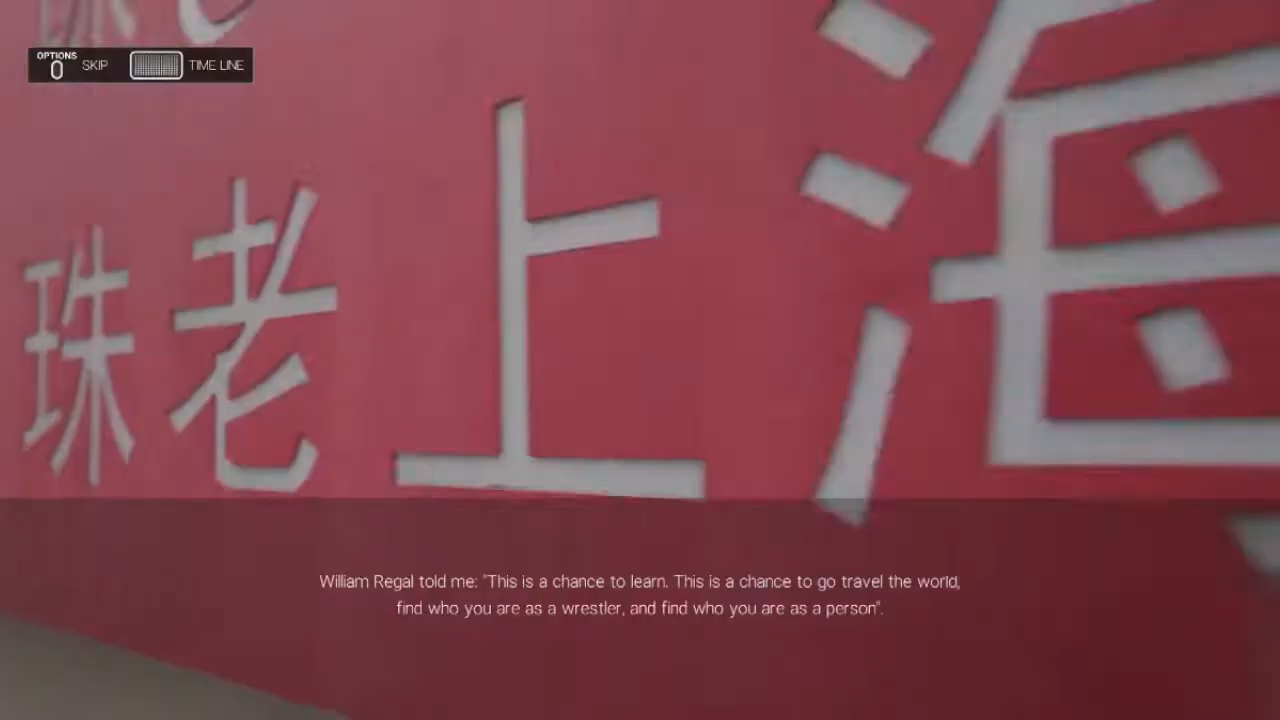 OPTIONS
SKIP
TIME LINE
珠老上海
William Regal told me: "This is a chance to learn. This is a chance to go travel the world,
find who you are as a wrestler, and find who you are as a person".